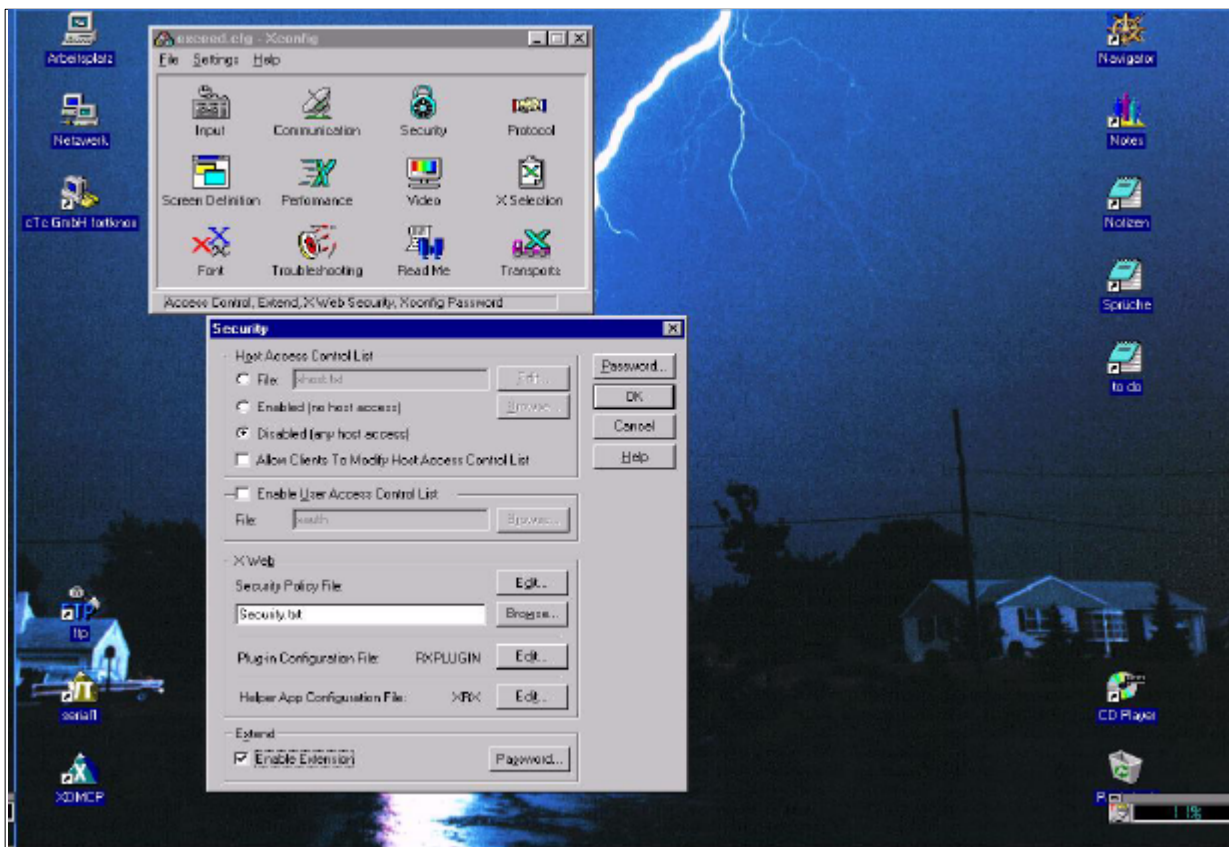 Arbeitsplatz
Netzwerk
cTc GmbH fortknox
FTP
ftp
serial1
XDMCP
exceed.cfg - Xconfig
File Settings Help
Input Communication Security Protocol
Screen Definition Performance Video X Selection
Font Troubleshooting Read Me Transports
Access Control, Extend, X Web Security, Xconfig Password
Security
Host Access Control List
File: xhost.txt Edit...
Enabled (no host access) Browse...
Disabled (any host access)
Allow Clients To Modify Host Access Control List
Enable User Access Control List
File: xauth Browse...
X Web
Security Policy File: Edit...
Security.txt Browse...
Plug-in Configuration File: RXPLUGIN Edit...
Helper App Configuration File: XRX Edit...
Extend
Enable Extension Password...
Password...
OK
Cancel
Help
Navigator
Notes
Notizen
Sprüche
to do
CD Player
11%